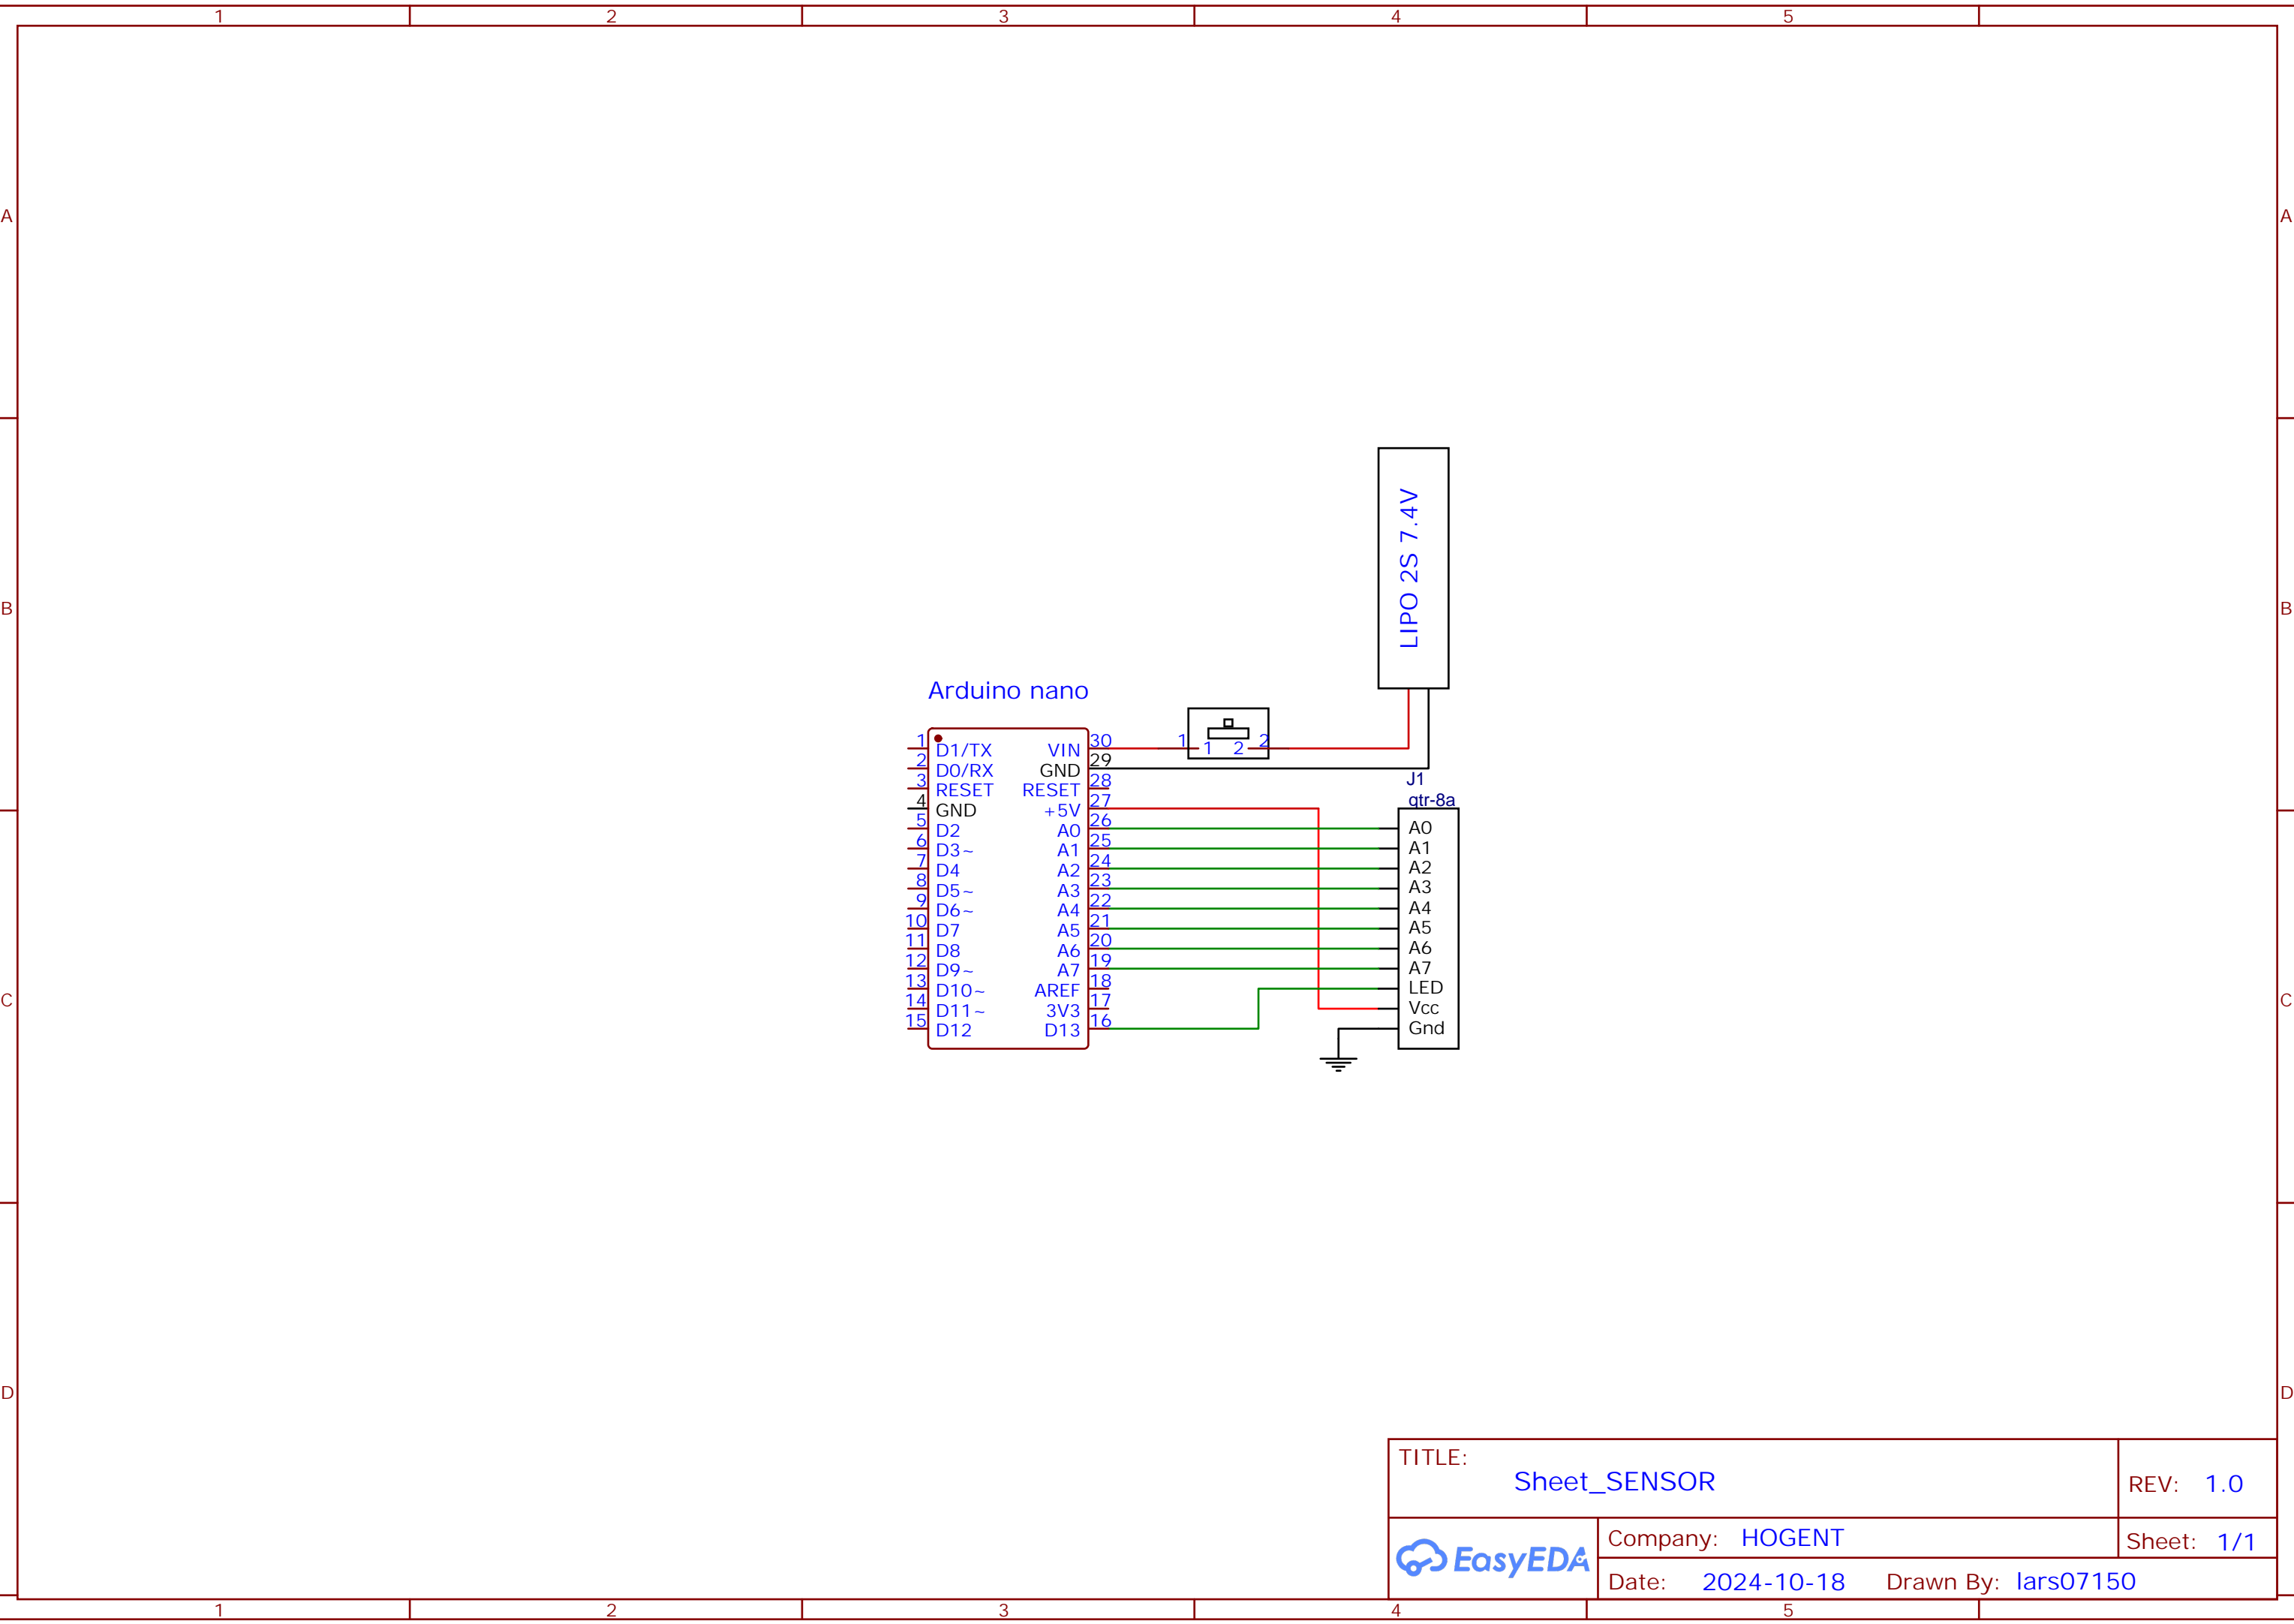 1 2 3 4 5
A A
LIPO 2S 7.4V
B B
Arduino nano
1 D1/TX VIN 30 1 1 2 2
2 D0/RX GND 29
3 RESET RESET 28
J1
qtr-8a
4 GND +5V 27
5 D2 A0 26 A0
6 D3~ A1 25 A1
7 D4 A2 24 A2
8 D5~ A3 23 A3
9 D6~ A4 22 A4
10 D7 A5 21 A5
11 D8 A6 20 A6
12 D9~ A7 19 A7
13 D10~ AREF 18 LED
14 D11~ 3V3 17 Vcc
15 D12 D13 16 Gnd
C C
D D
TITLE:
Sheet_SENSOR
REV: 1.0
EasyEDA
Company: HOGENT
Sheet: 1/1
Date: 2024-10-18 Drawn By: lars07150
1 2 3 4 5